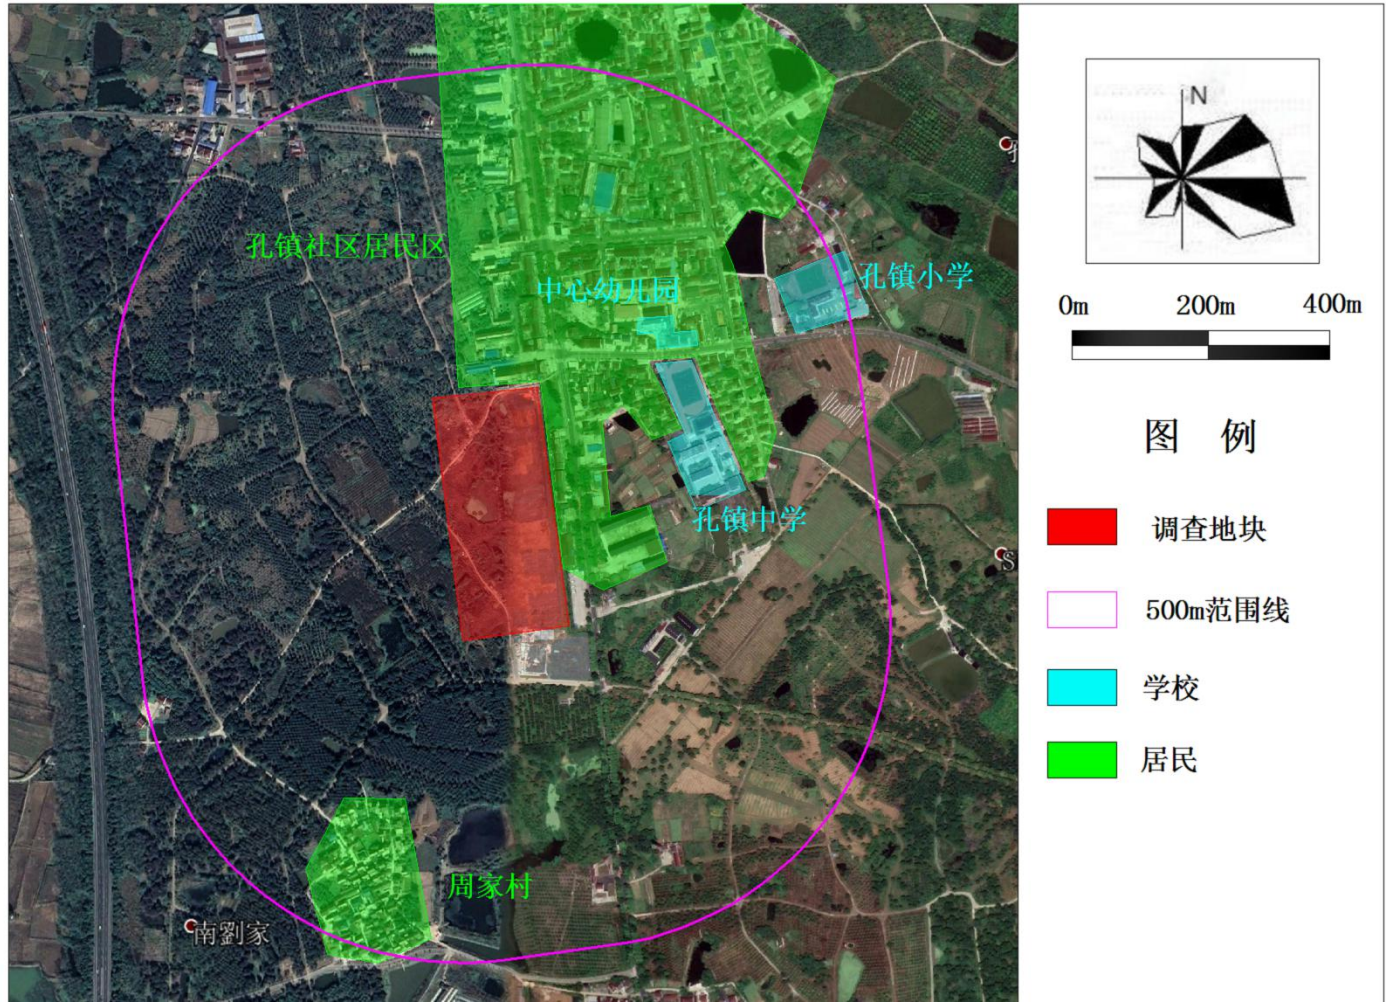 N
0m 200m 400m
图 例
调查地块
500m范围线
学校
居民
孔镇社区居民区
中心幼儿园
孔镇小学
孔镇中学
周家村
南劉家
S